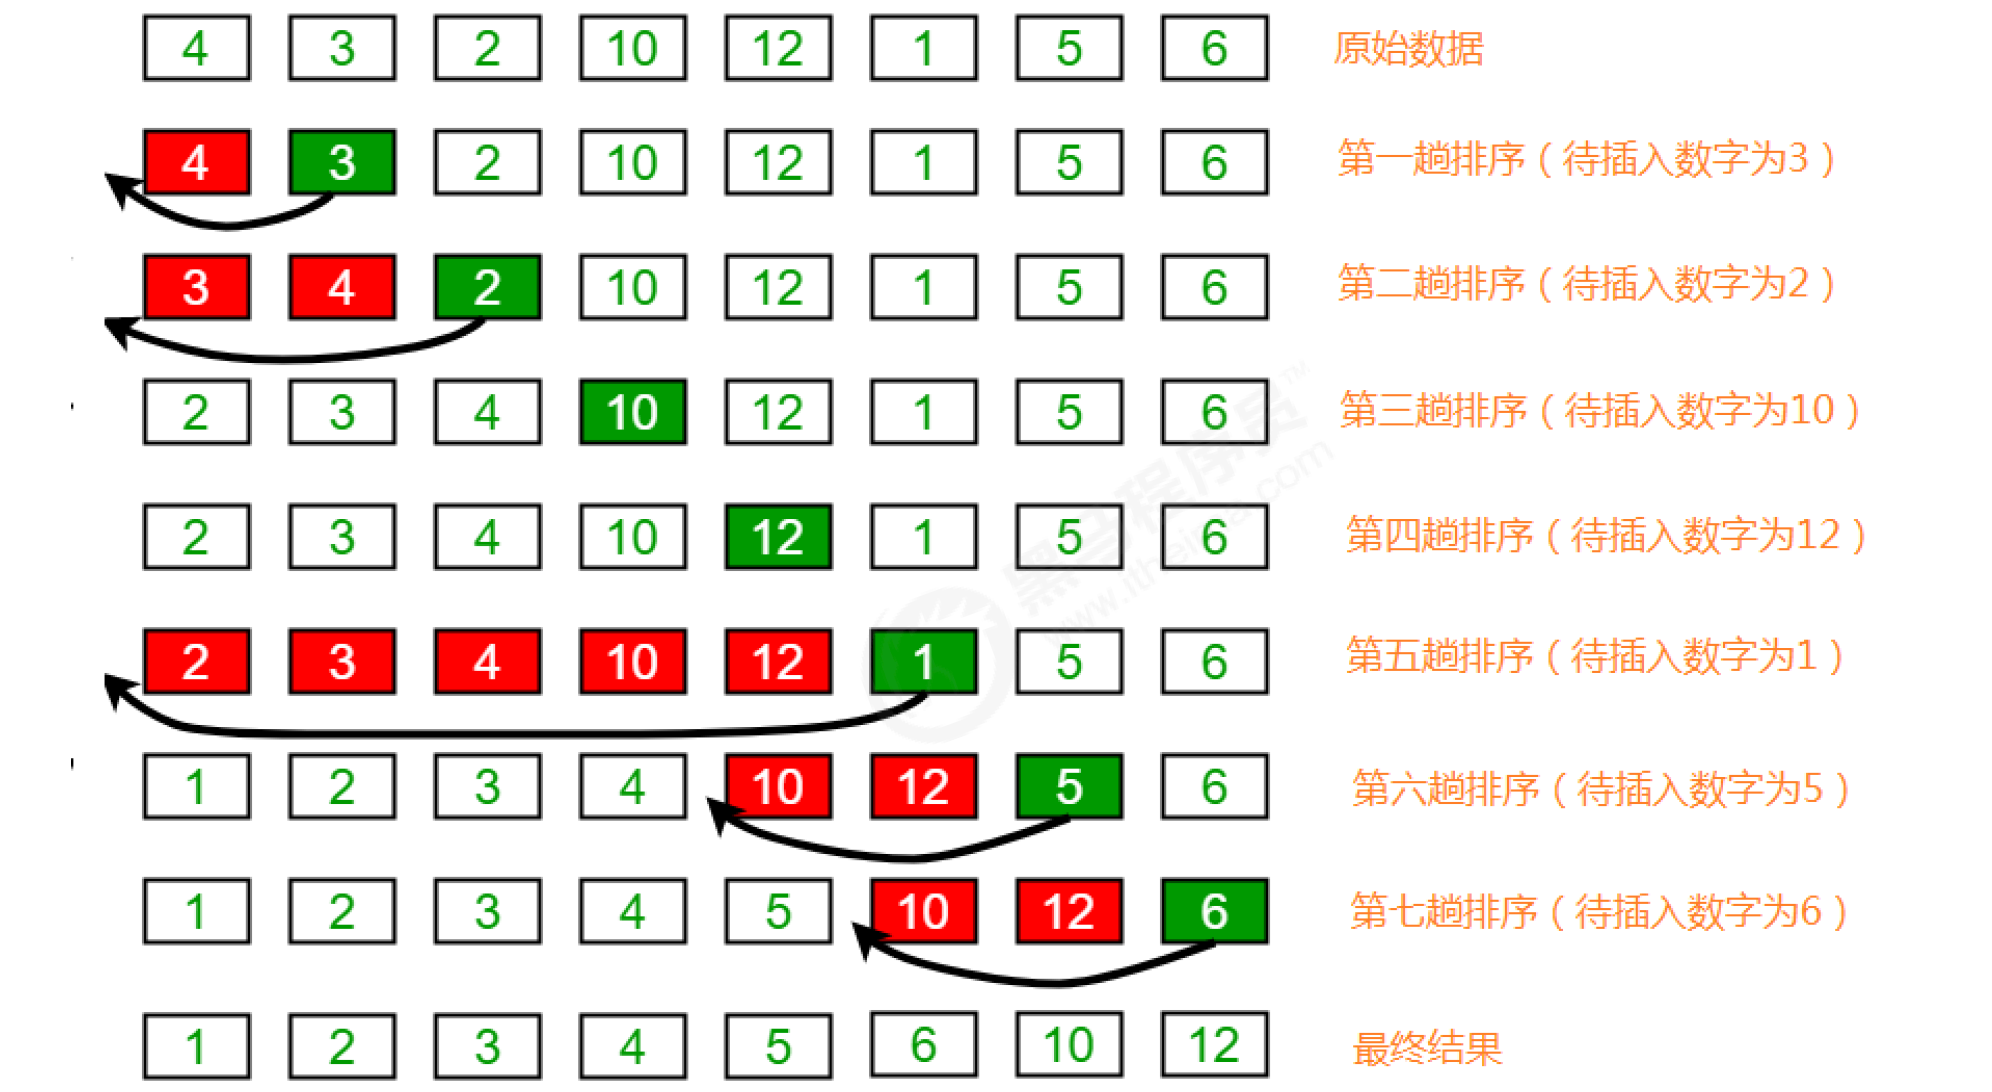 4 3 2 10 12 1 5 6 原始数据
4 3 2 10 12 1 5 6 第一趟排序（待插入数字为3）
3 4 2 10 12 1 5 6 第二趟排序（待插入数字为2）
2 3 4 10 12 1 5 6 第三趟排序（待插入数字为10）
2 3 4 10 12 1 5 6 第四趟排序（待插入数字为12）
2 3 4 10 12 1 5 6 第五趟排序（待插入数字为1）
1 2 3 4 10 12 5 6 第六趟排序（待插入数字为5）
1 2 3 4 5 10 12 6 第七趟排序（待插入数字为6）
1 2 3 4 5 6 10 12 最终结果
黑马程序员™
www.itheima.com